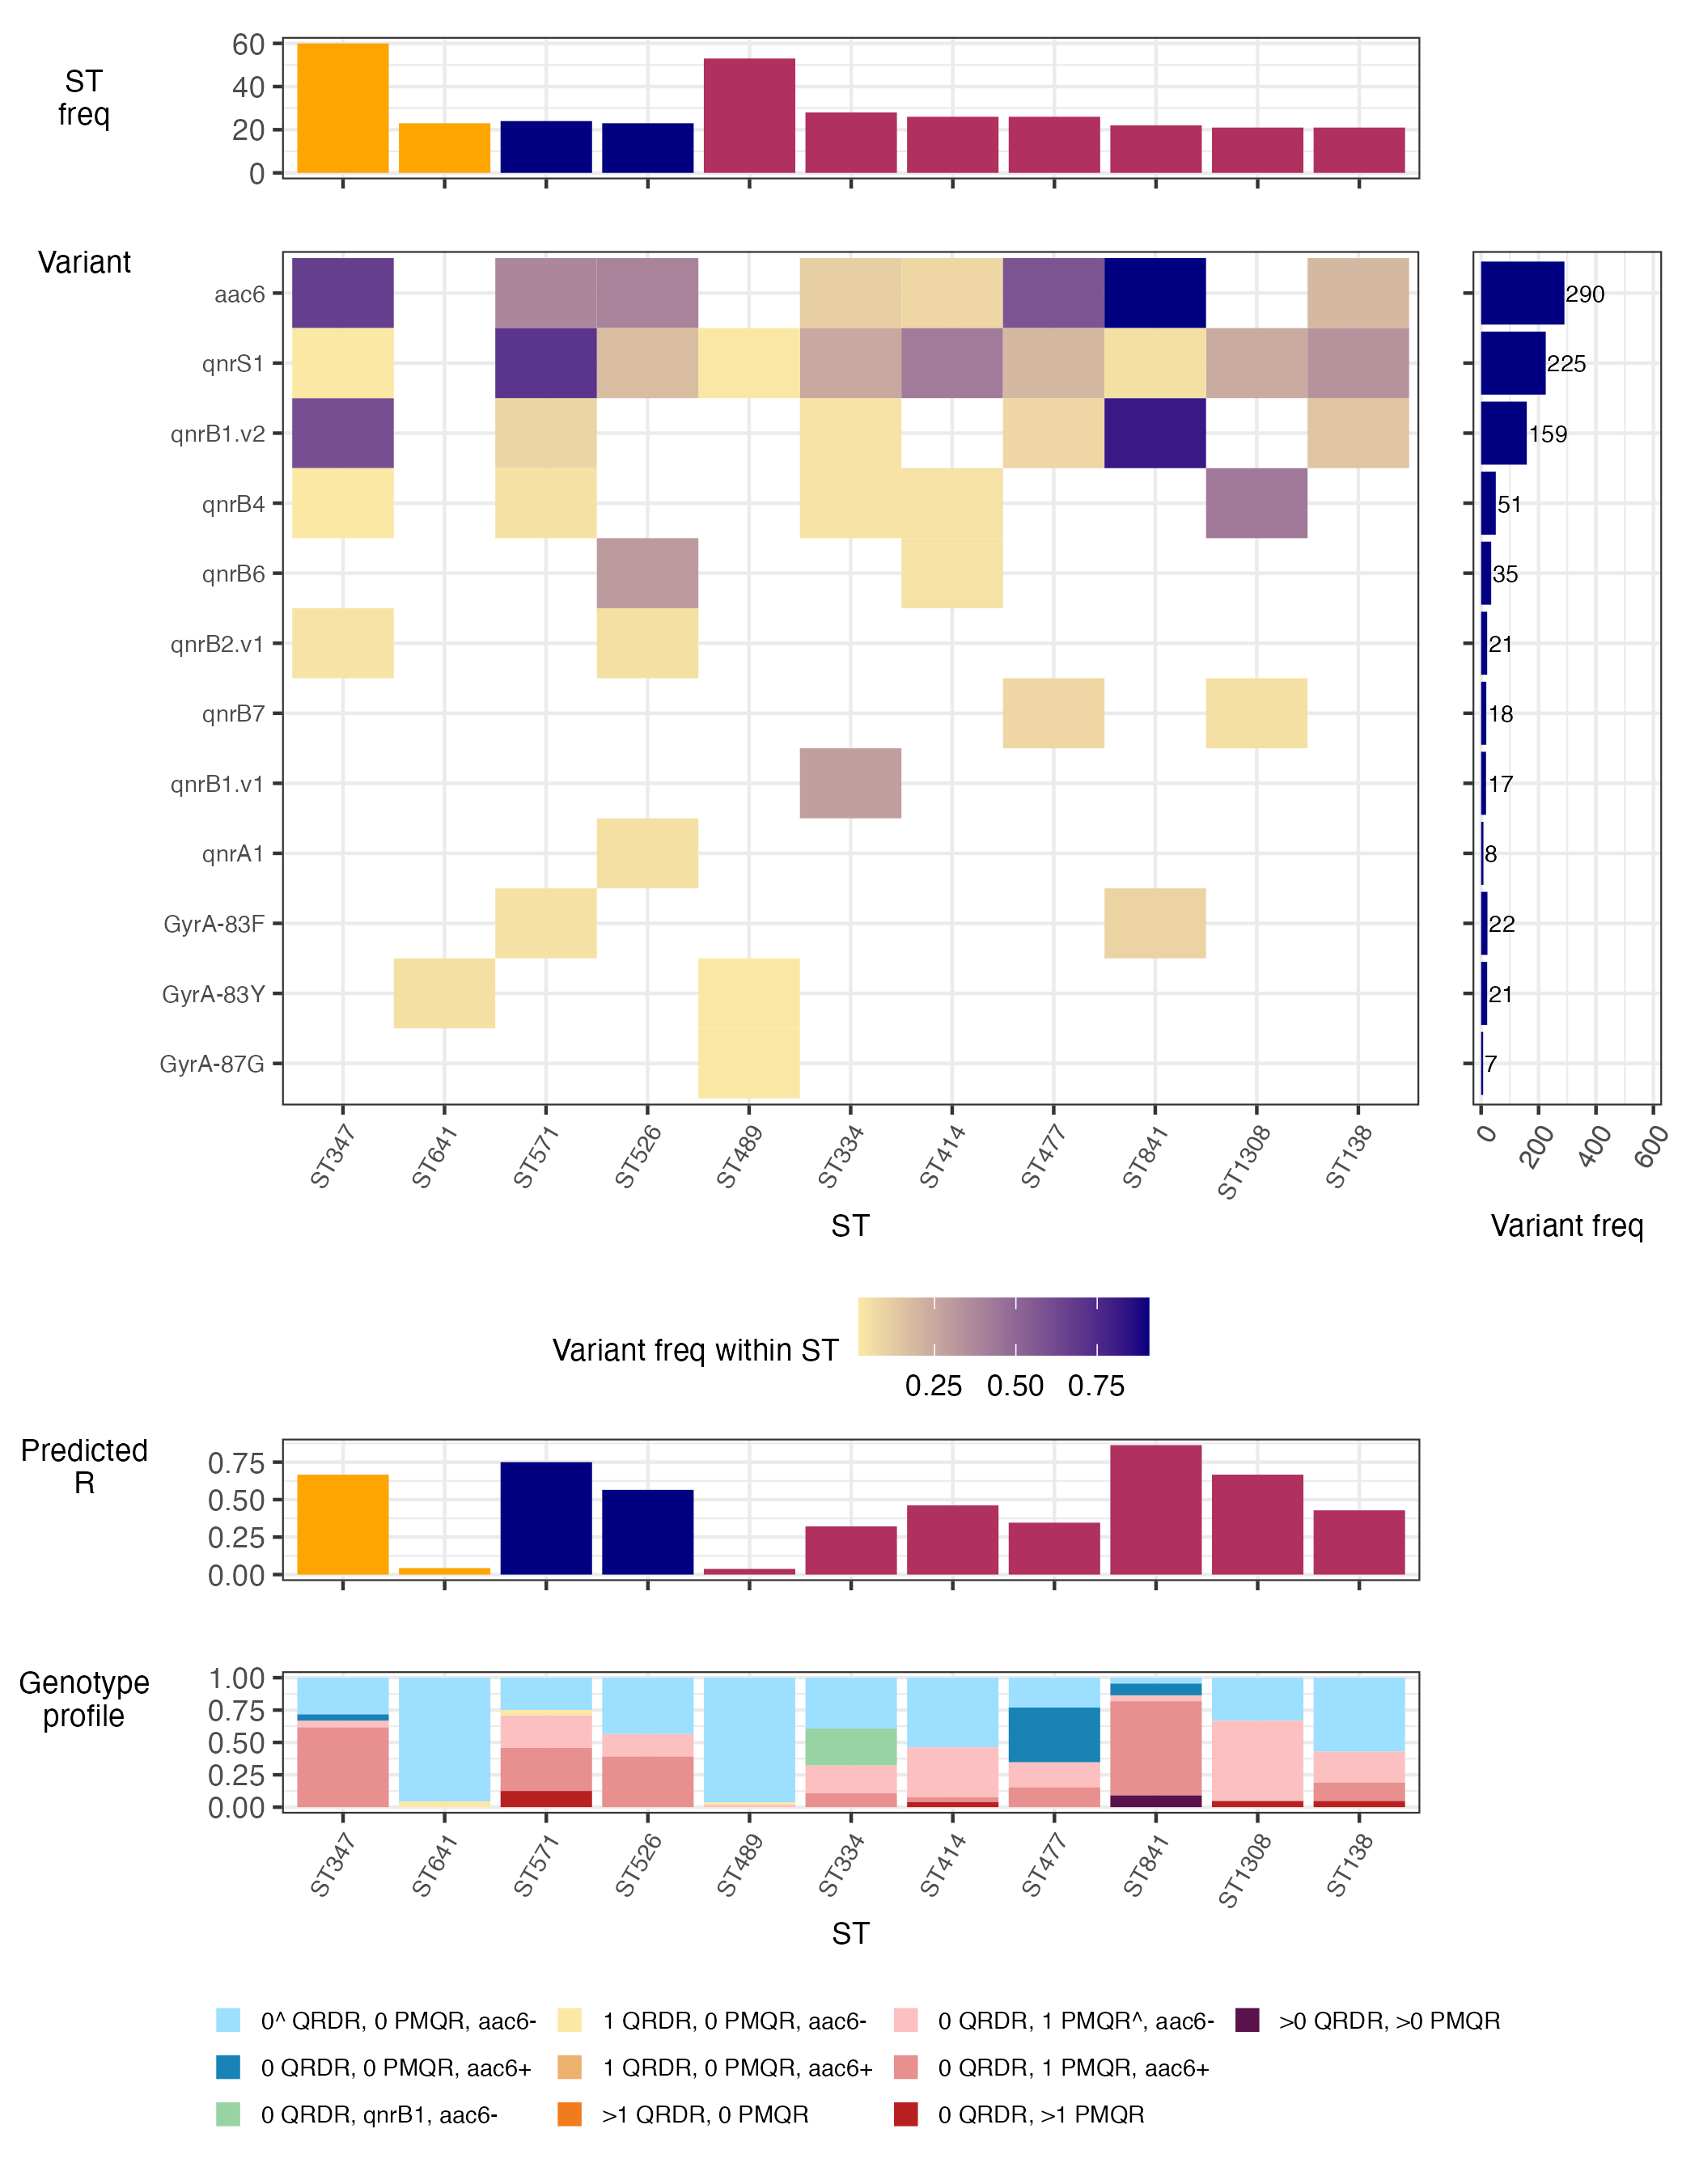 ST
freq
60
40
20
0
Variant
aac6
qnrS1
qnrB1.v2
qnrB4
qnrB6
qnrB2.v1
qnrB7
qnrB1.v1
qnrA1
GyrA-83F
GyrA-83Y
GyrA-87G
290
225
159
51
35
21
18
17
8
22
21
7
ST347
ST641
ST571
ST526
ST489
ST334
ST414
ST477
ST841
ST1308
ST138
0
200
400
600
ST
Variant freq
Variant freq within ST
0.25 0.50 0.75
Predicted
R
0.75
0.50
0.25
0.00
Genotype
profile
1.00
0.75
0.50
0.25
0.00
ST347
ST641
ST571
ST526
ST489
ST334
ST414
ST477
ST841
ST1308
ST138
ST
0^ QRDR, 0 PMQR, aac6-
0 QRDR, 0 PMQR, aac6+
0 QRDR, qnrB1, aac6-
1 QRDR, 0 PMQR, aac6-
1 QRDR, 0 PMQR, aac6+
>1 QRDR, 0 PMQR
0 QRDR, 1 PMQR^, aac6-
0 QRDR, 1 PMQR, aac6+
0 QRDR, >1 PMQR
>0 QRDR, >0 PMQR